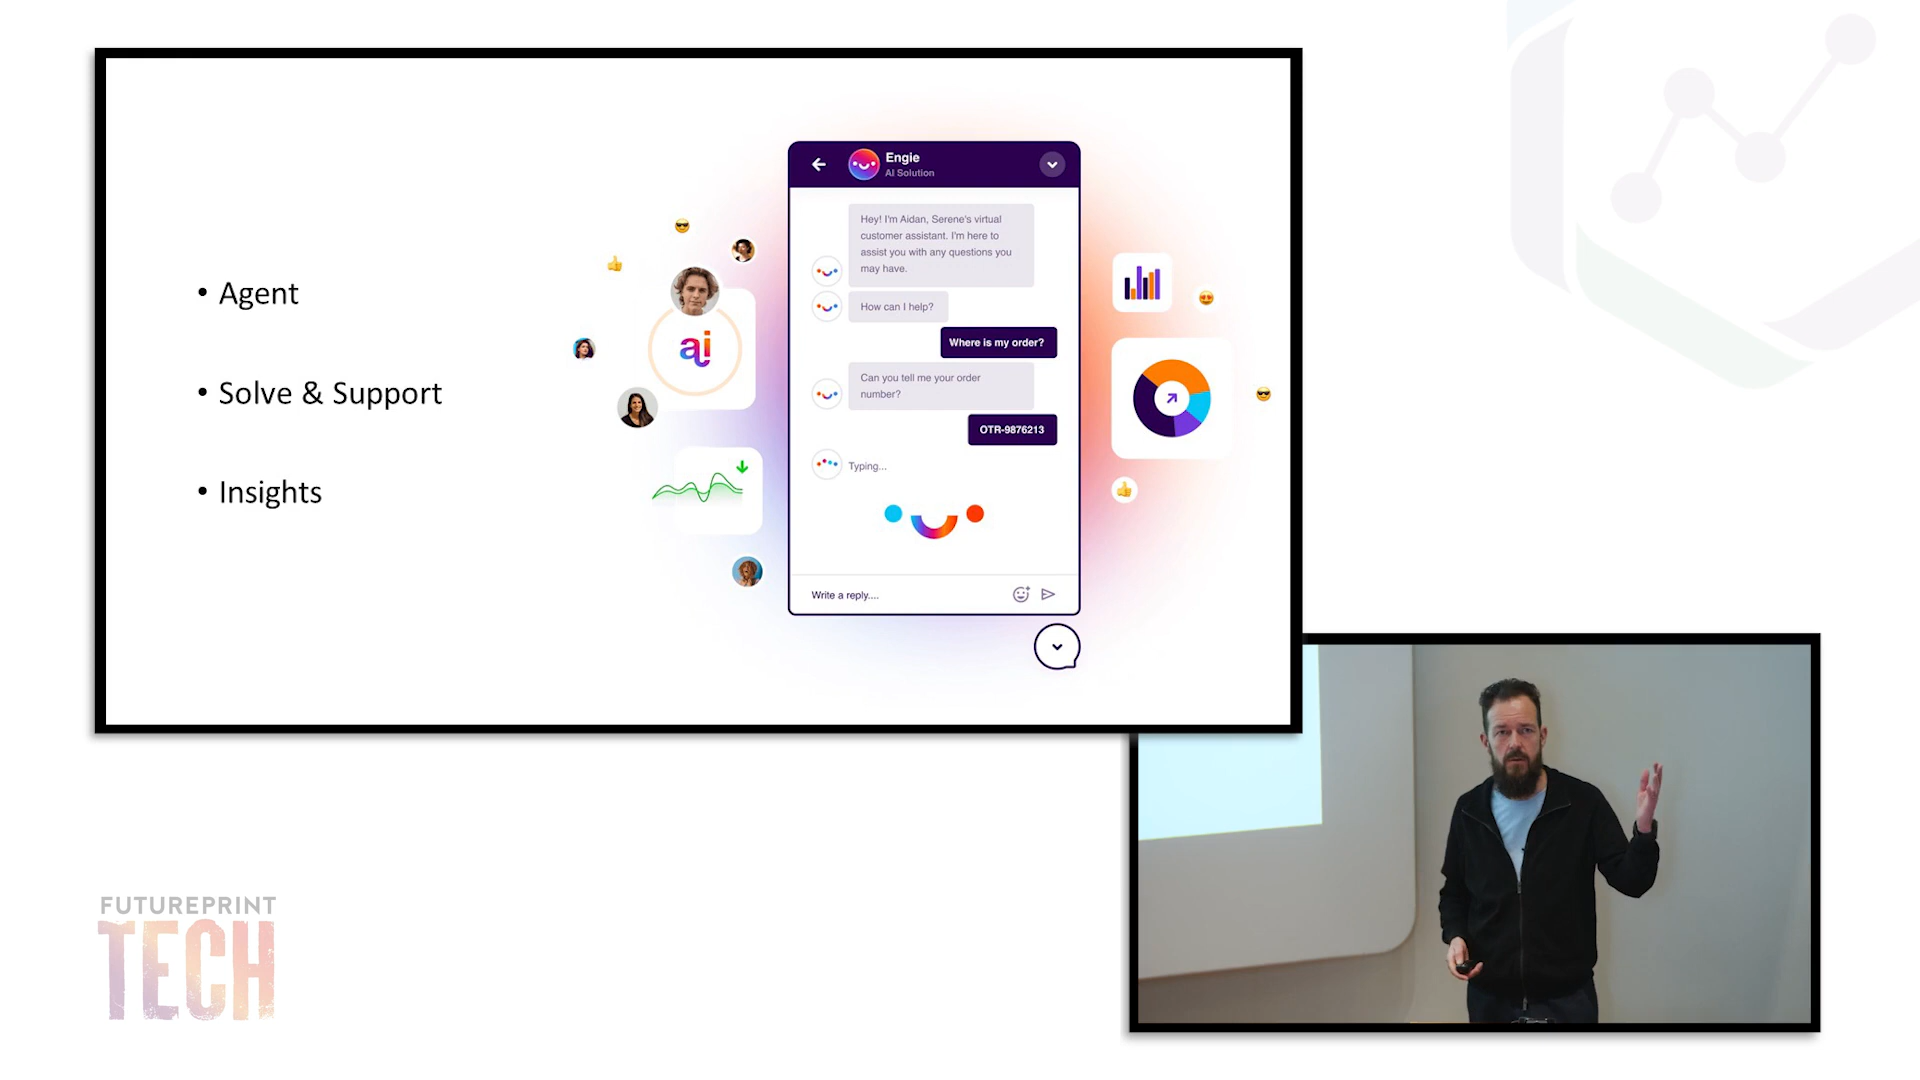 • Agent
• Solve & Support
• Insights
ai
Engie
AI Solution
Hey! I'm Aidan, Serene's virtual
customer assistant. I'm here to
assist you with any questions you
may have.
How can I help?
Where is my order?
Can you tell me your order
number?
OTR-9876213
Typing...
Write a reply....
FUTUREPRINT
TECH